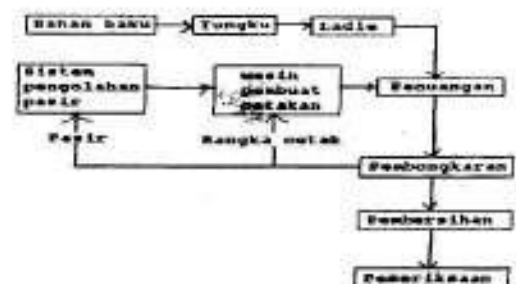 Bahan baku
Tungku
Ladle
Sistem
pengolahan
pasir
mesin
pembuat
cetakan
Penuangan
Pasir
Rangka cetak
Pembongkaran
Pembersihan
Pemeriksaan